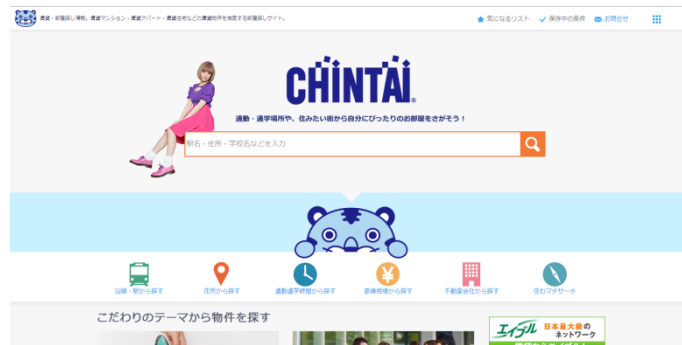 賃貸・部屋探し情報。賃貸マンション・賃貸アパート・賃貸住宅などの賃貸物件を検索する部屋探しサイト。
気になるリスト 保存中の条件 お問合せ
CHINTAI
通勤・通学場所や、住みたい街から自分にぴったりのお部屋をさがそう！
駅名・住所・学校名などを入力
沿線・駅から探す 住所から探す 通勤通学時間から探す 家賃相場から探す 不動産会社から探す 住むマチサーチ
こだわりのテーマから物件を探す
エイブル 日本最大級の
ネットワーク